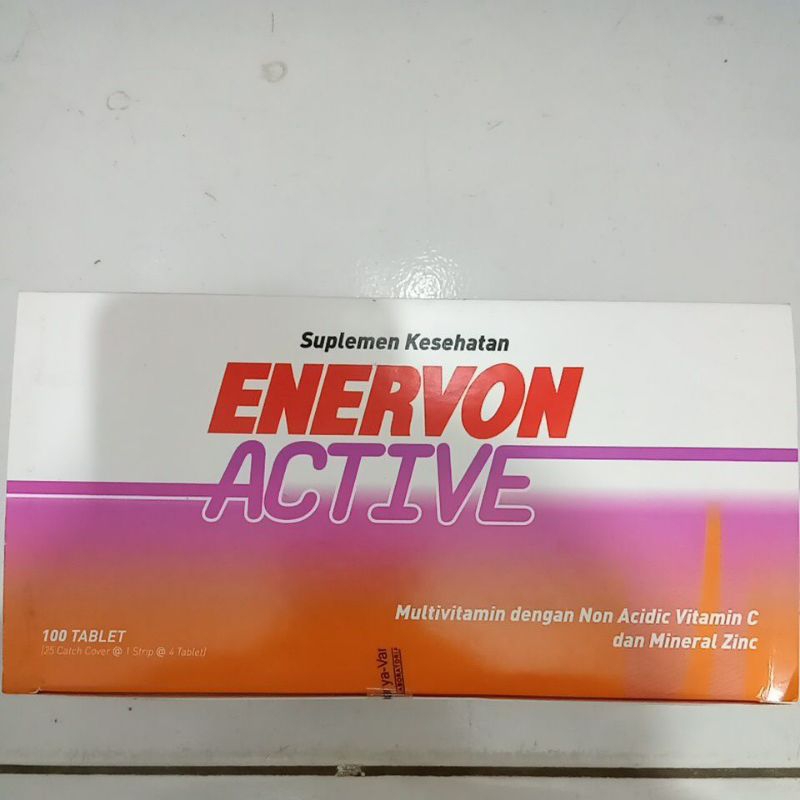 Suplemen Kesehatan
ENERVON
ACTIVE
Multivitamin dengan Non Acidic Vitamin C
dan Mineral Zinc
100 TABLET
[25 Catch Cover @ 1 Strip @ 4 Tablet]